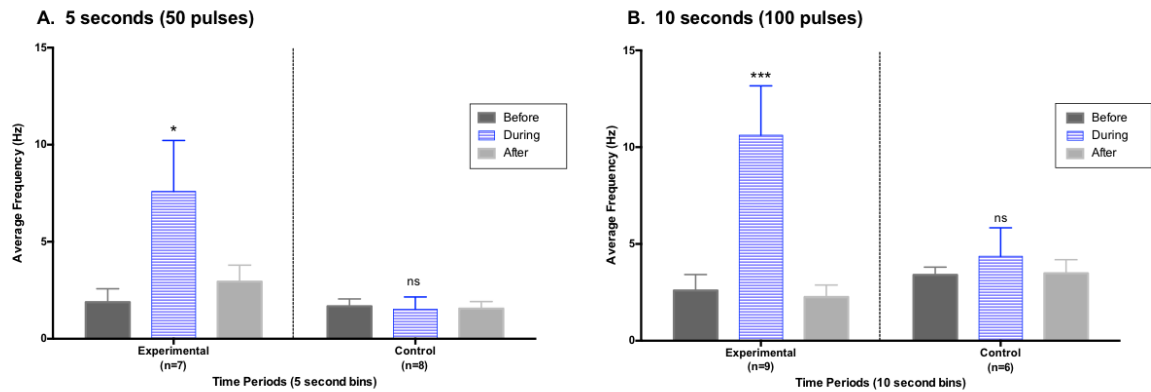 A. 5 seconds (50 pulses)
Average Frequency (Hz)
15
10
5
0
*
ns
Before
During
After
Experimental
(n=7)
Control
(n=8)
Time Periods (5 second bins)
B. 10 seconds (100 pulses)
Average Frequency (Hz)
15
10
5
0
***
ns
Before
During
After
Experimental
(n=9)
Control
(n=6)
Time Periods (10 second bins)